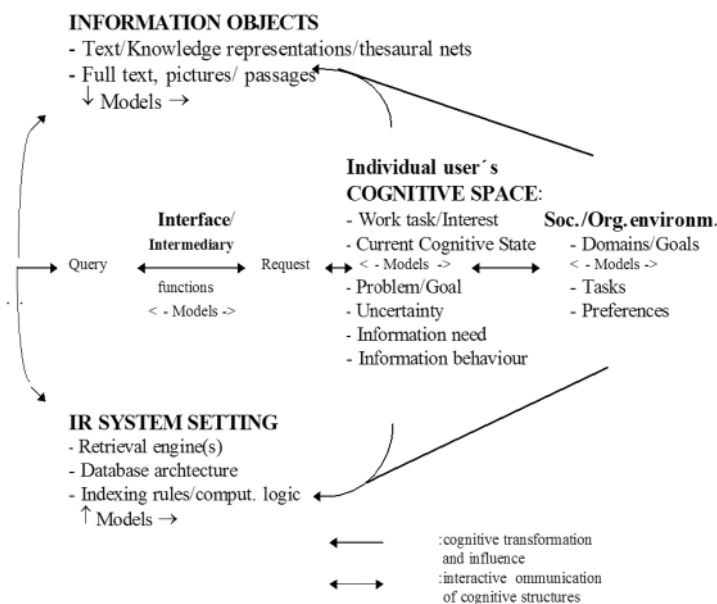 INFORMATION OBJECTS
- Text/Knowledge representations/thesaural nets
- Full text, pictures/ passages
↓ Models →
Individual user´s
COGNITIVE SPACE:
- Work task/Interest
- Current Cognitive State
< - Models ->
- Problem/Goal
- Uncertainty
- Information need
- Information behaviour
Soc./Org.environm.
- Domains/Goals
< - Models ->
- Tasks
- Preferences
Interface/
Intermediary
Query
Request
functions
< - Models ->
IR SYSTEM SETTING
- Retrieval engine(s)
- Database archtecture
- Indexing rules/comput. logic
↑ Models →
:cognitive transformation
and influence
:interactive ommunication
of cognitive structures